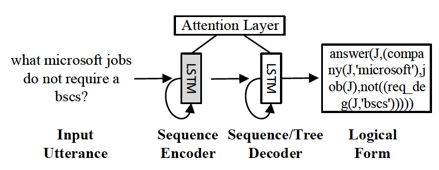 Attention Layer
what microsoft jobs
do not require a
bscs?
LSTM
LSTM
answer(J,(compa
ny(J,'microsoft'),j
ob(J),not((req_de
g(J,'bscs')))))
Input
Utterance
Sequence
Encoder
Sequence/Tree
Decoder
Logical
Form